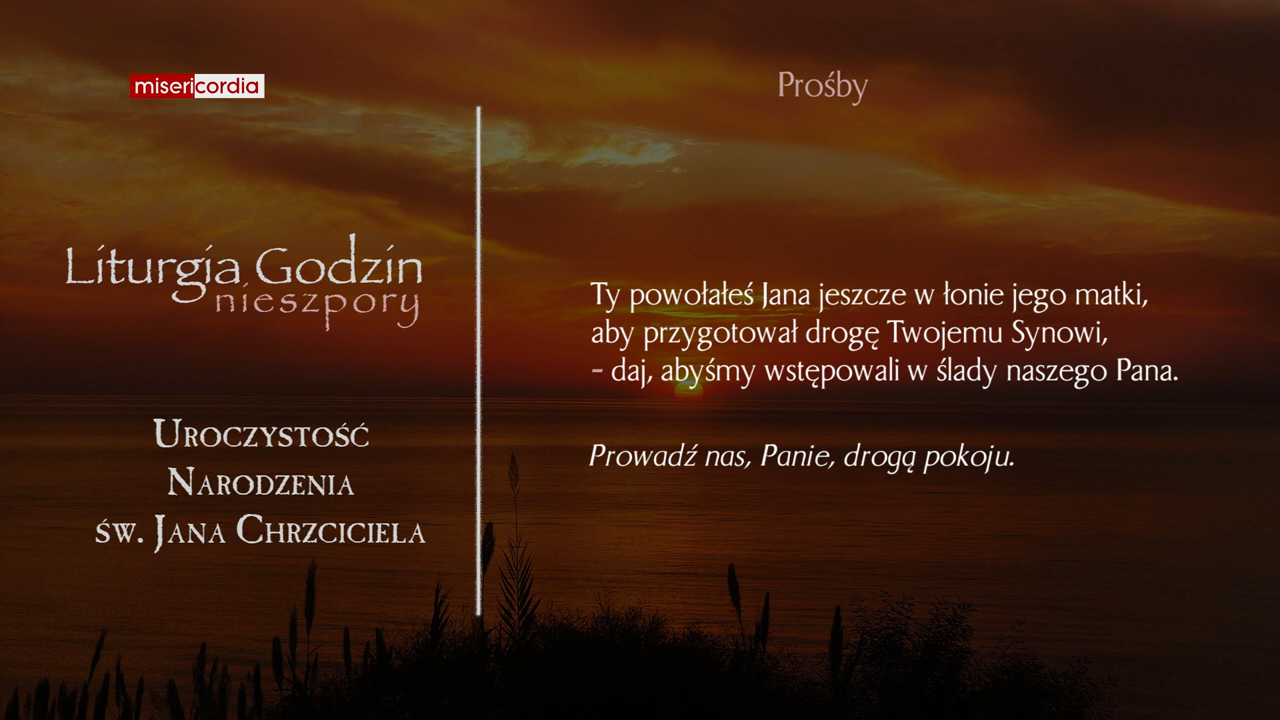 misericordia
Liturgia Godzin
nieszpory
Uroczystość
Narodzenia
św. Jana Chrzciciela
Prośby
Ty powołałeś Jana jeszcze w łonie jego matki,
aby przygotował drogę Twojemu Synowi,
- daj, abyśmy wstępowali w ślady naszego Pana.
Prowadź nas, Panie, drogą pokoju.